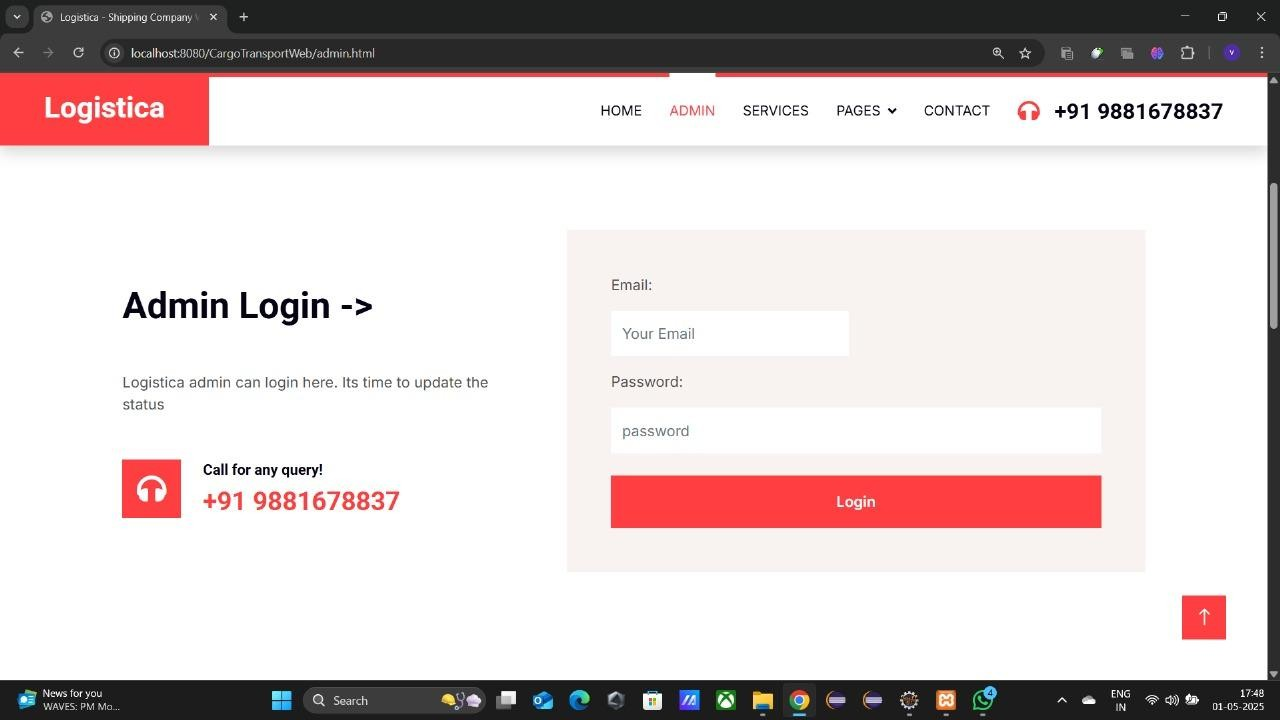 Logistica - Shipping Company
localhost:8080/CargoTransportWeb/admin.html
V
Logistica
HOME
ADMIN
SERVICES
PAGES
CONTACT
+91 9881678837
Admin Login ->
Logistica admin can login here. Its time to update the
status
Call for any query!
+91 9881678837
Email:
Your Email
Password:
password
Login
News for you
WAVES: PM Mo...
Search
4
ENG
IN
17:48
01-05-2025